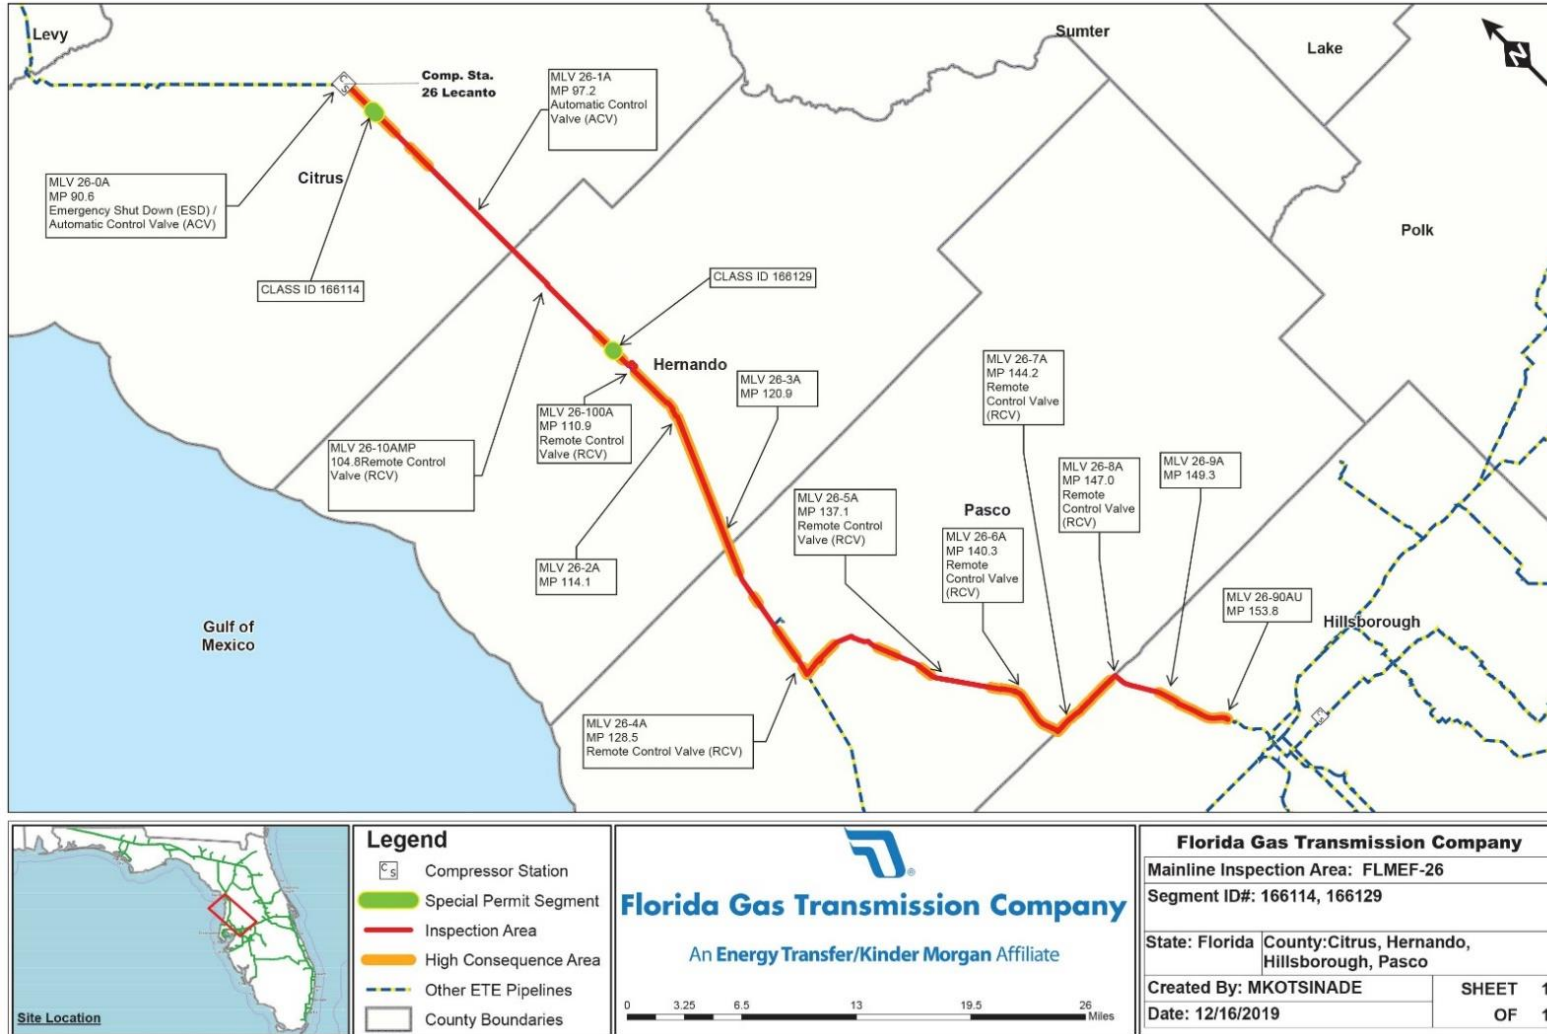 Levy
Sumter
Lake
N
Comp. Sta.
26 Lecanto
C
S
MLV 26-1A
MP 97.2
Automatic Control
Valve (ACV)
Citrus
MLV 26-0A
MP 90.6
Emergency Shut Down (ESD) /
Automatic Control Valve (ACV)
Polk
CLASS ID 166114
CLASS ID 166129
Hernando
MLV 26-7A
MP 144.2
Remote
Control Valve
(RCV)
MLV 26-3A
MP 120.9
MLV 26-100A
MP 110.9
Remote Control
Valve (RCV)
MLV 26-10AMP
104.8Remote Control
Valve (RCV)
MLV 26-8A
MP 147.0
Remote
Control Valve
(RCV)
MLV 26-9A
MP 149.3
MLV 26-5A
MP 137.1
Remote Control
Valve (RCV)
Pasco
MLV 26-6A
MP 140.3
Remote
Control Valve
(RCV)
MLV 26-2A
MP 114.1
MLV 26-90AU
MP 153.8
Hillsborough
Gulf of
Mexico
MLV 26-4A
MP 128.5
Remote Control Valve (RCV)
C
S
Site Location
Legend
C
S
Compressor Station
Special Permit Segment
Inspection Area
High Consequence Area
Other ETE Pipelines
County Boundaries
®
Florida Gas Transmission Company
An Energy Transfer/Kinder Morgan Affiliate
0 3.25 6.5 13 19.5 26
Miles
Florida Gas Transmission Company
Mainline Inspection Area: FLMEF-26
Segment ID#: 166114, 166129
State: Florida County:Citrus, Hernando,
Hillsborough, Pasco
Created By: MKOTSINADE SHEET 1
Date: 12/16/2019 OF 1